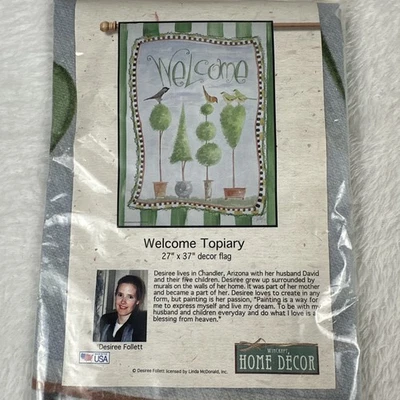 Welcome
Welcome Topiary
27" x 37" decor flag
Desiree lives in Chandler, Arizona with her husband David
and their five children. Desiree grew up surrounded by
murals on the walls of her home. It was part of her mother
and became a part of her. Desiree loves to create in any
form, but painting is her passion, "Painting is a way for
me to express myself and live my dream. To be with my
husband and children everyday and do what I love is a
blessing from heaven."
Desiree Follett
USA
HOME DÉCOR
© Desiree Follett licensed by Linda McDonald, Inc.